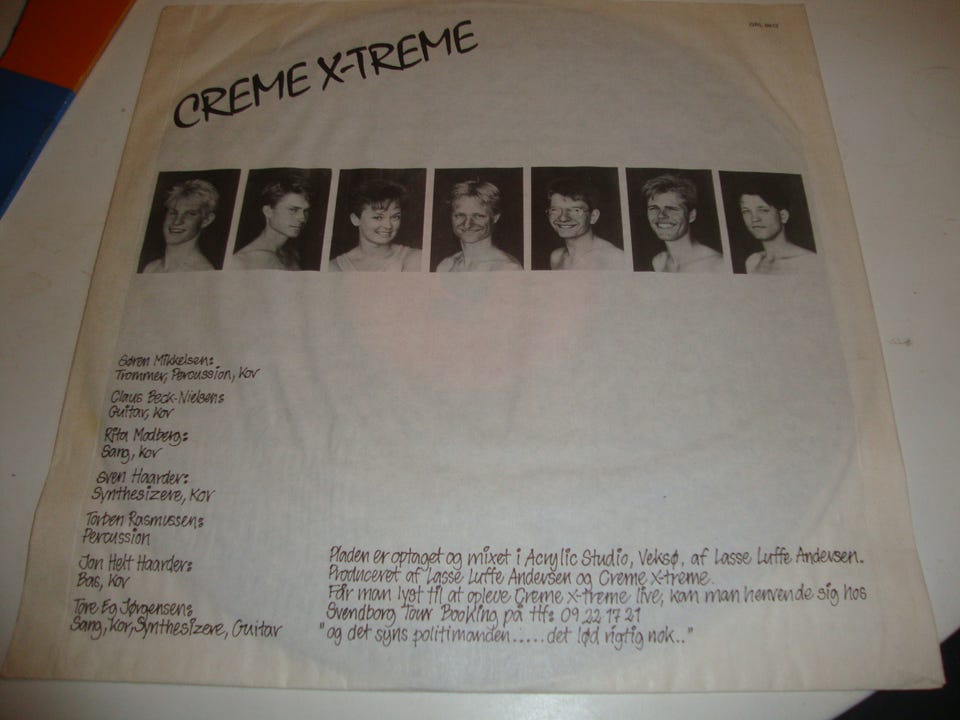 CREME X-TREME
Søren Mikkelsen:
Trommer, Percussion, Kor
Claus Beck-Nielsen:
Guitar, Kor
Rita Modberg:
Sang, Kor
Sven Haarder:
Synthesizere, Kor
Torben Rasmussen:
Percussion
Jon Helt Haarder:
Bas, Kor
Tore Eg Jørgensen:
Sang, Kor, Synthesizere, Guitar
Pladen er optaget og mixet i Acrylic Studio, Veksø, af Lasse Luffe Andersen.
Produceret af Lasse Luffe Andersen og Creme X-treme.
Får man lyst til at opleve Creme X-treme live, kan man henvende sig hos
Svendborg Tour Booking på tlf: 09 22 17 21
"og det syns politimanden..... det lød rigtig nok.."